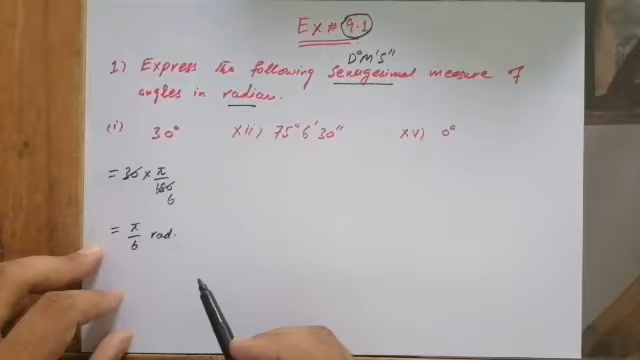 Ex# 9.1
D°M'S"
1) Express the following Sexagesimal measure of
angles in radian.
(i) 30° xii) 75°6'30" xv) 0°
= 30 × π/180
6
= π/6 rad.